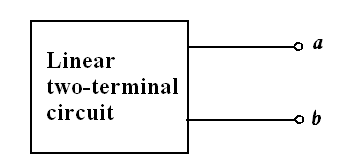 Linear
two-terminal
circuit
a
b